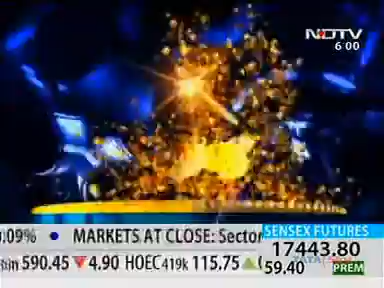 NDTV
6:00
0.09% • MARKETS AT CLOSE: Sector
SENSEX FUTURES
17443.80
590.45 ▼ 4.90 HOEC 419k 115.75 ▲
59.40 PREM